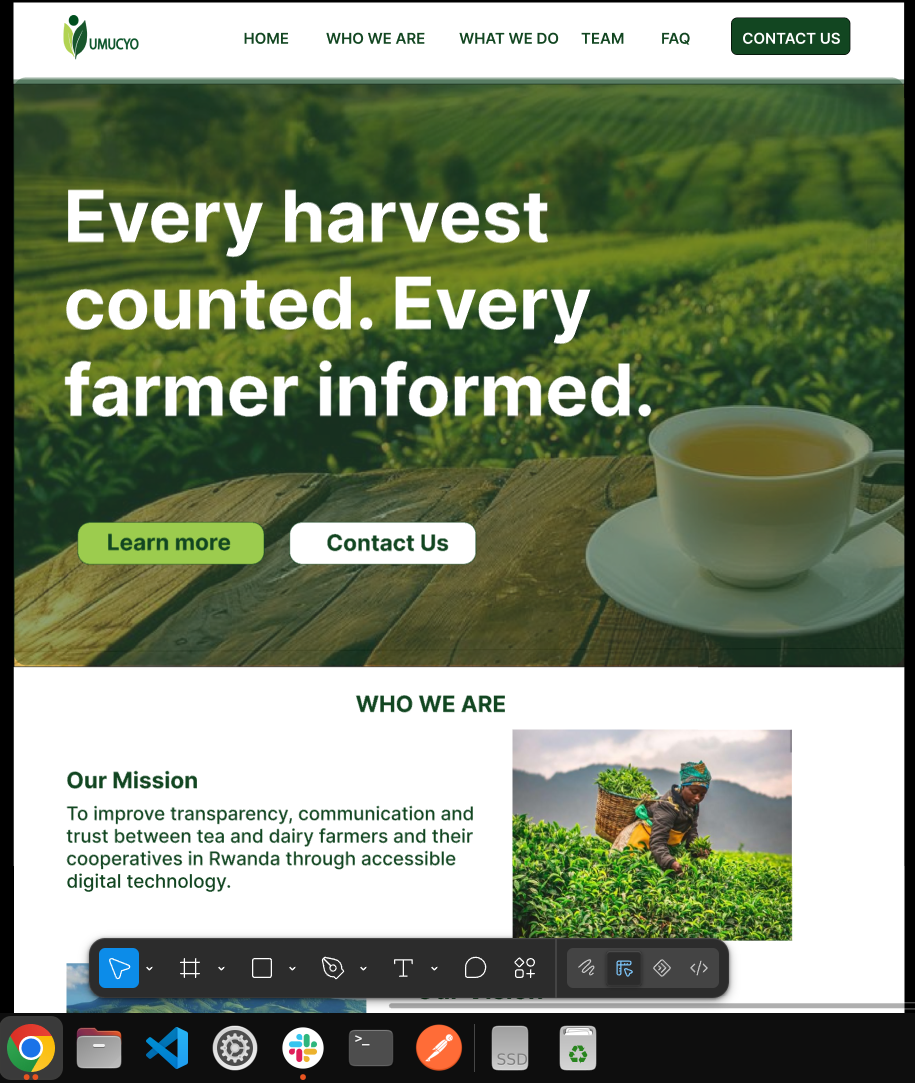 UMUCYO
HOME WHO WE ARE WHAT WE DO TEAM FAQ CONTACT US
Every harvest
counted. Every
farmer informed.
Learn more Contact Us
WHO WE ARE
Our Mission
To improve transparency, communication and
trust between tea and dairy farmers and their
cooperatives in Rwanda through accessible
digital technology.
SSD